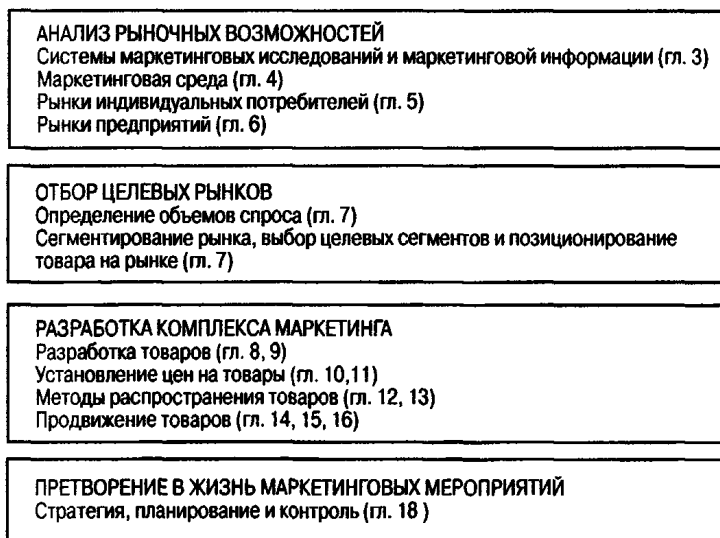 АНАЛИЗ РЫНОЧНЫХ ВОЗМОЖНОСТЕЙ
Системы маркетинговых исследований и маркетинговой информации (гл. 3)
Маркетинговая среда (гл. 4)
Рынки индивидуальных потребителей (гл. 5)
Рынки предприятий (гл. 6)
ОТБОР ЦЕЛЕВЫХ РЫНКОВ
Определение объемов спроса (гл. 7)
Сегментирование рынка, выбор целевых сегментов и позиционирование
товара на рынке (гл. 7)
РАЗРАБОТКА КОМПЛЕКСА МАРКЕТИНГА
Разработка товаров (гл. 8, 9)
Установление цен на товары (гл. 10,11)
Методы распространения товаров (гл. 12, 13)
Продвижение товаров (гл. 14, 15, 16)
ПРЕТВОРЕНИЕ В ЖИЗНЬ МАРКЕТИНГОВЫХ МЕРОПРИЯТИЙ
Стратегия, планирование и контроль (гл. 18 )